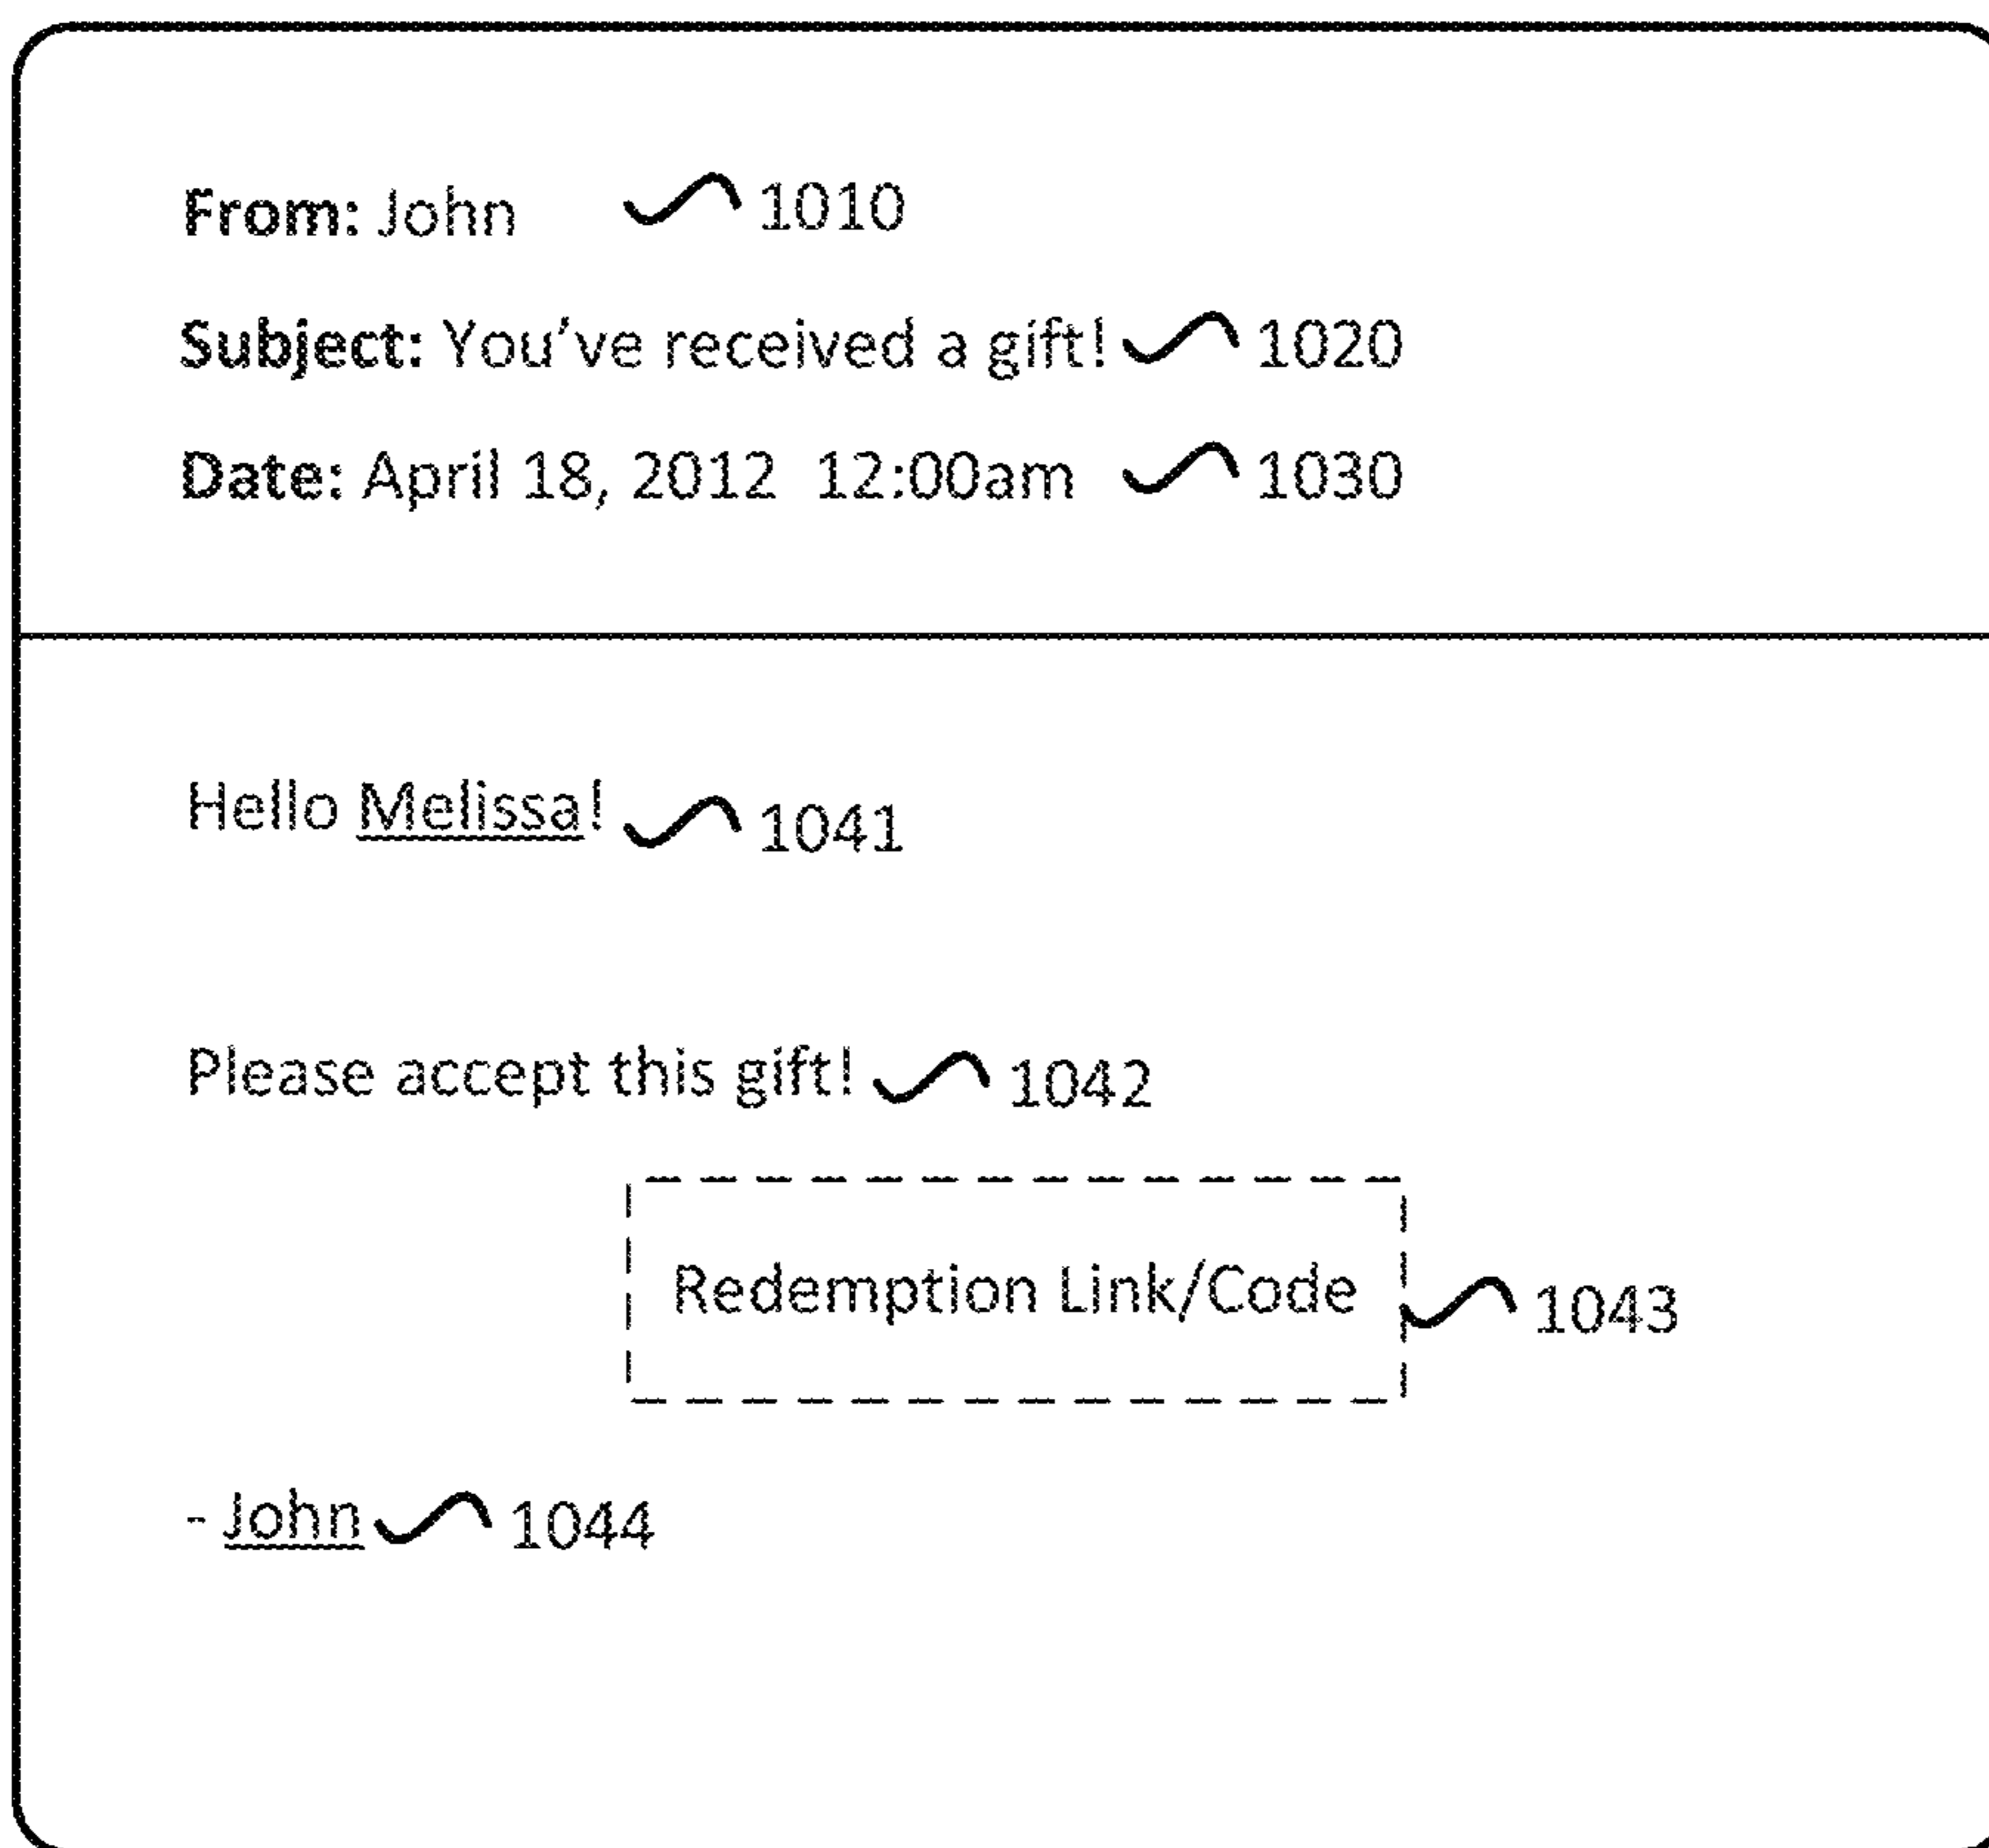 From: John 1010
Subject: You've received a gift! 1020
Date: April 18, 2012 12:00am 1030
Hello Melissa! 1041
Please accept this gift! 1042
Redemption Link/Code 1043
- John 1044